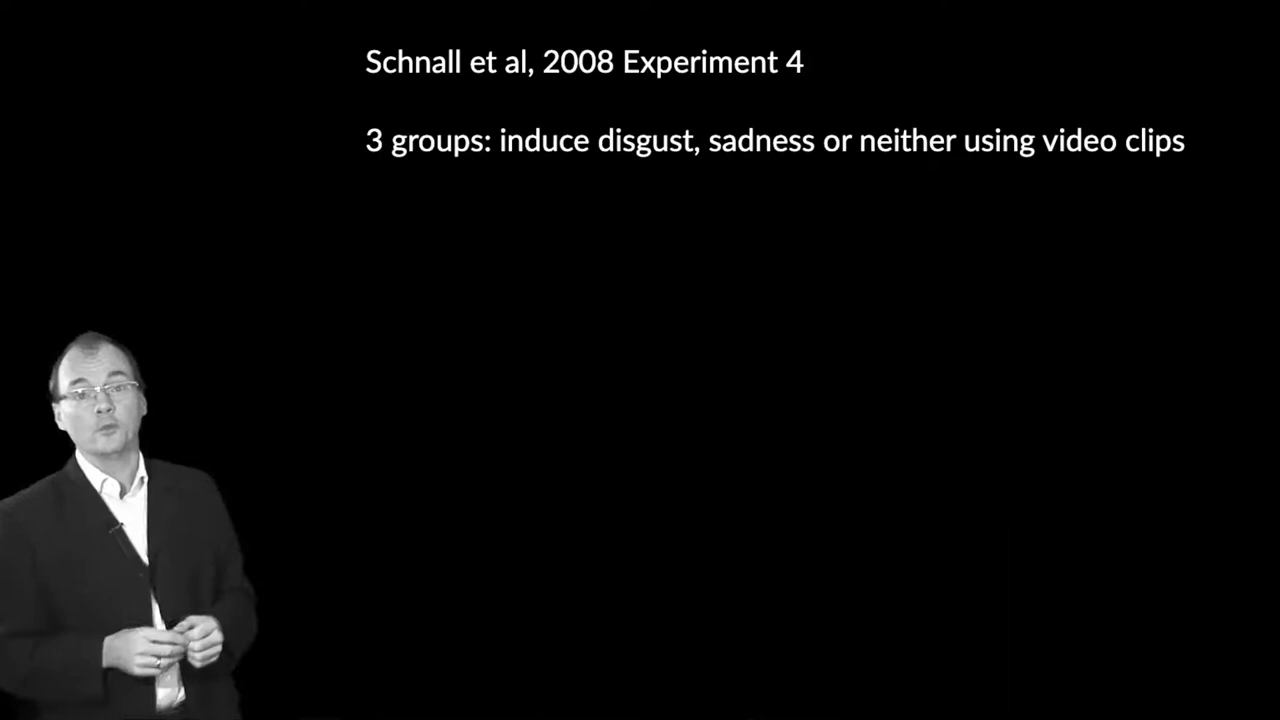 Schnall et al, 2008 Experiment 4
3 groups: induce disgust, sadness or neither using video clips